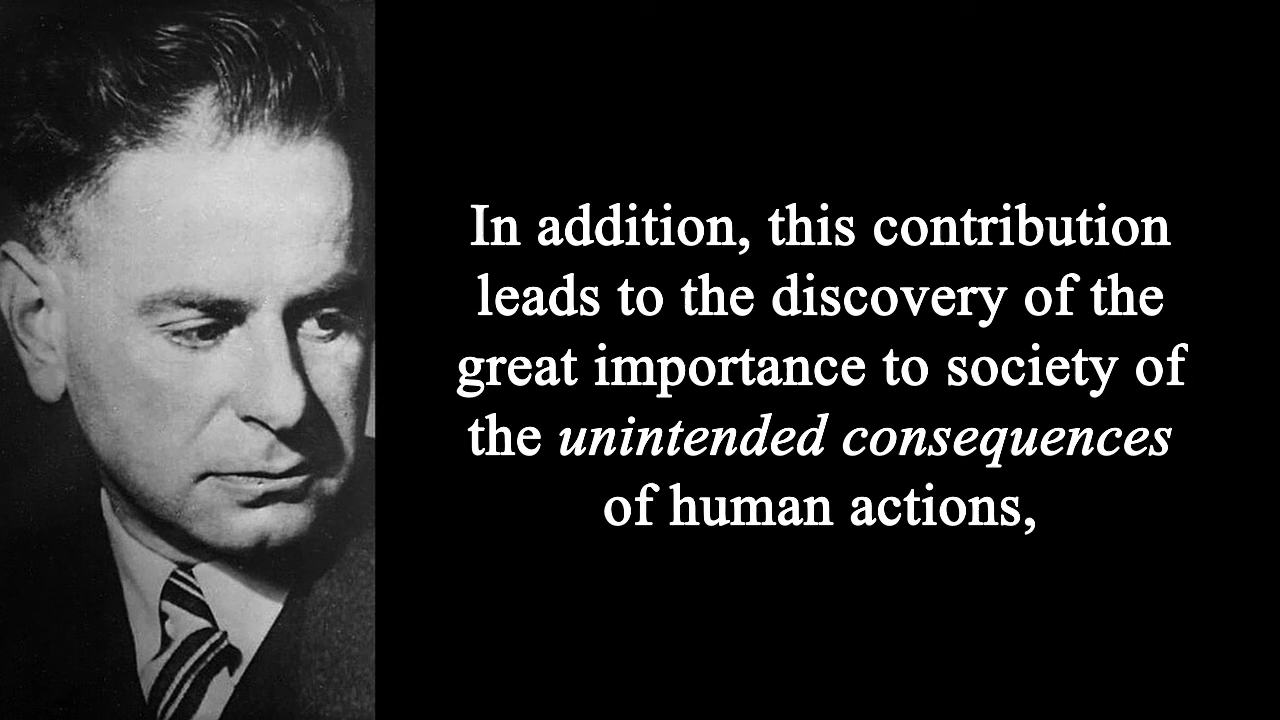 In addition, this contribution
leads to the discovery of the
great importance to society of
the unintended consequences
of human actions,